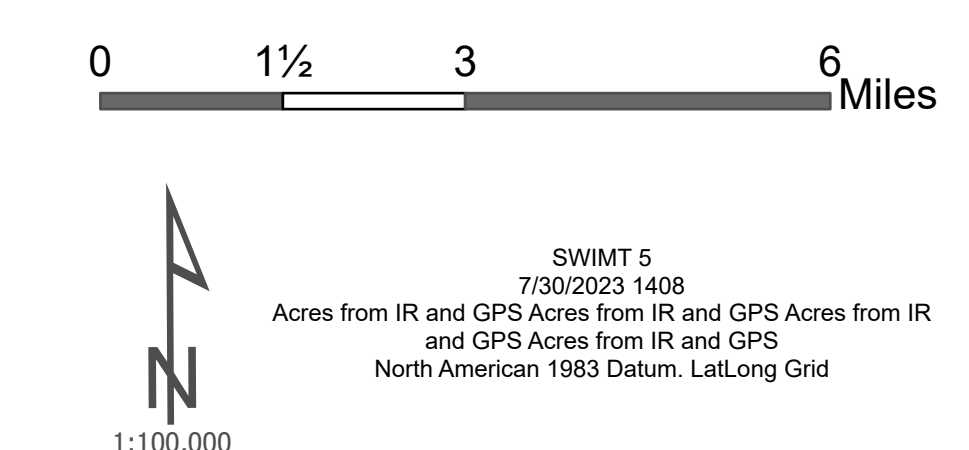 0 1½ 3 6
Miles
SWIMT 5
7/30/2023 1408
Acres from IR and GPS Acres from IR and GPS Acres from IR
and GPS Acres from IR and GPS
North American 1983 Datum. LatLong Grid
N
1:100,000